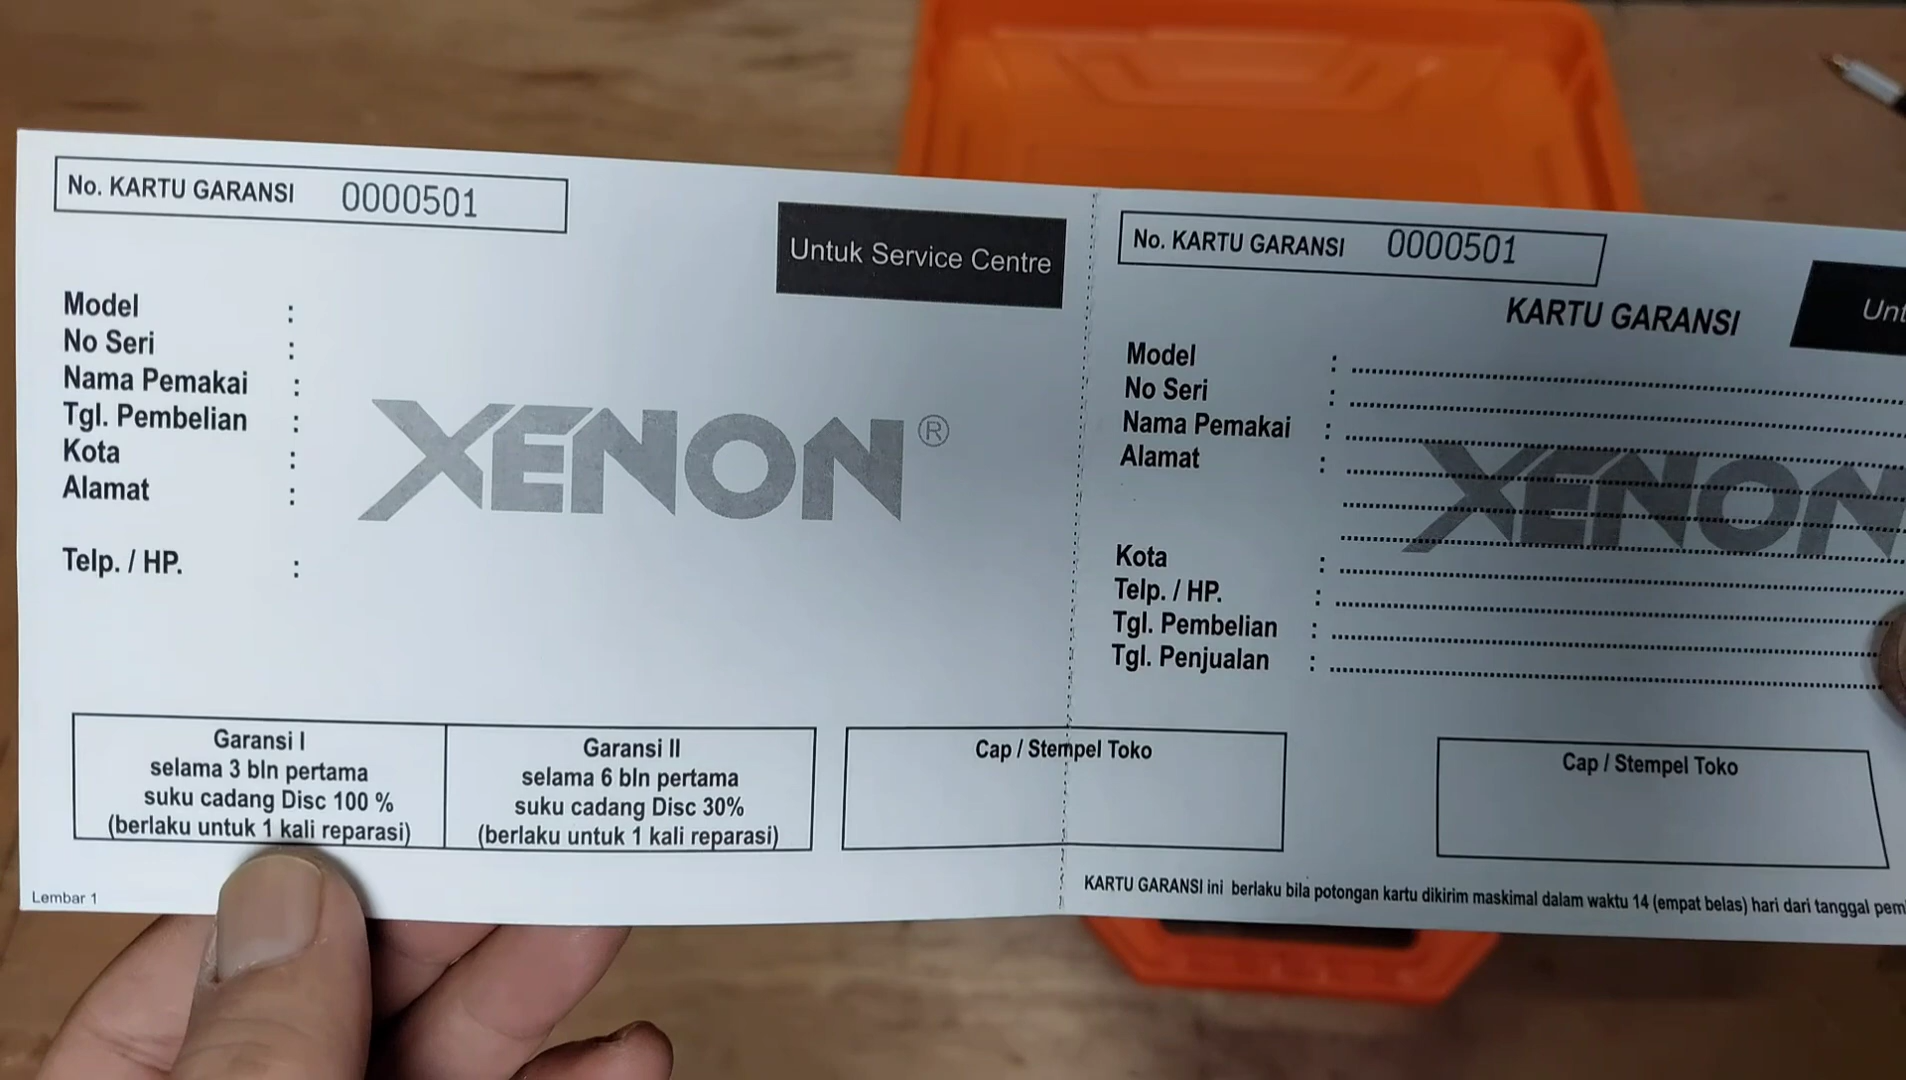 No. KARTU GARANSI 0000501
Untuk Service Centre
Model :
No Seri :
Nama Pemakai :
Tgl. Pembelian :
Kota :
Alamat :
Telp. / HP. :
XENON ®
Garansi I
selama 3 bln pertama
suku cadang Disc 100 %
(berlaku untuk 1 kali reparasi)
Garansi II
selama 6 bln pertama
suku cadang Disc 30%
(berlaku untuk 1 kali reparasi)
Cap / Stempel Toko
Lembar 1
No. KARTU GARANSI 0000501
KARTU GARANSI
Model :
No Seri :
Nama Pemakai :
Alamat :
Kota :
Telp. / HP. :
Tgl. Pembelian :
Tgl. Penjualan :
XENON
Cap / Stempel Toko
KARTU GARANSI ini berlaku bila potongan kartu dikirim maskimal dalam waktu 14 (empat belas) hari dari tanggal